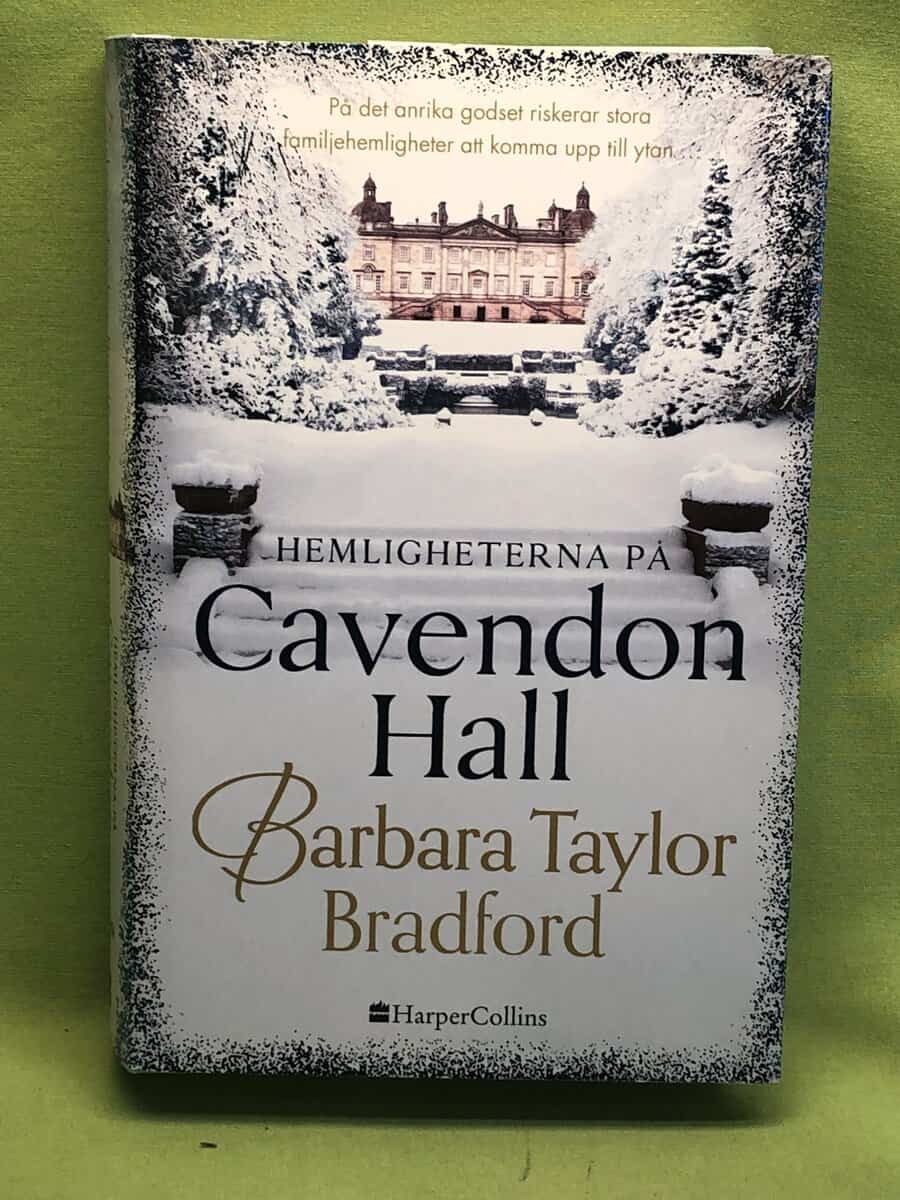 På det anrika godset riskerar stora
familjehemligheter att komma upp till ytan
HEMLIGHETERNA PÅ
Cavendon
Hall
Barbara Taylor
Bradford
HarperCollins